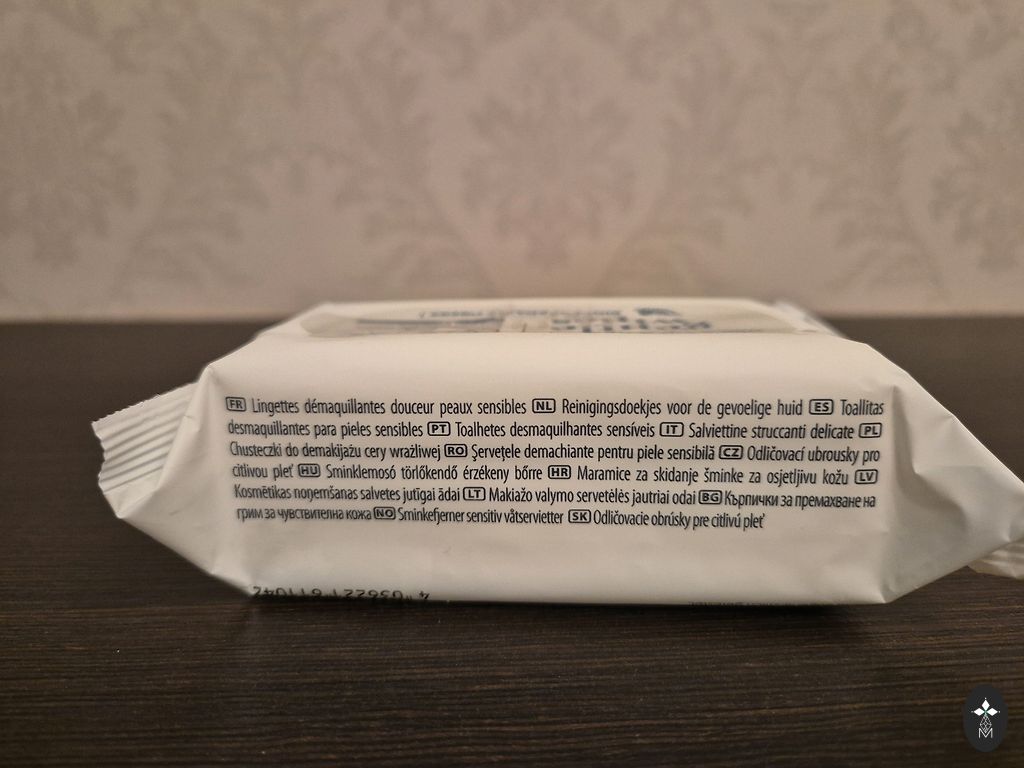 FR Lingettes démaquillantes douceur peaux sensibles NL Reinigingsdoekjes voor de gevoelige huid ES Toallitas
desmaquillantes para pieles sensibles PT Toalhetes desmaquilhantes sensíveis IT Salviettine struccanti delicate PL
Chusteczki do demakijażu cery wrażliwej RO Şerveţele demachiante pentru piele sensibilă CZ Odličovací ubrousky pro
citlivou pleť HU Sminklemosó törlőkendő érzékeny bőrre HR Maramice za skidanje šminke za osjetljivu kožu LV
Kosmētikas noņemšanas salvetes jutīgai ādai LT Makiažo valymo servetėlės jautriai odai BG Кърпички за премахване на
грим за чувствителна кожа NO Sminkefjerner sensitiv våtservietter SK Odličovacie obrúsky pre citlivú pleť
M